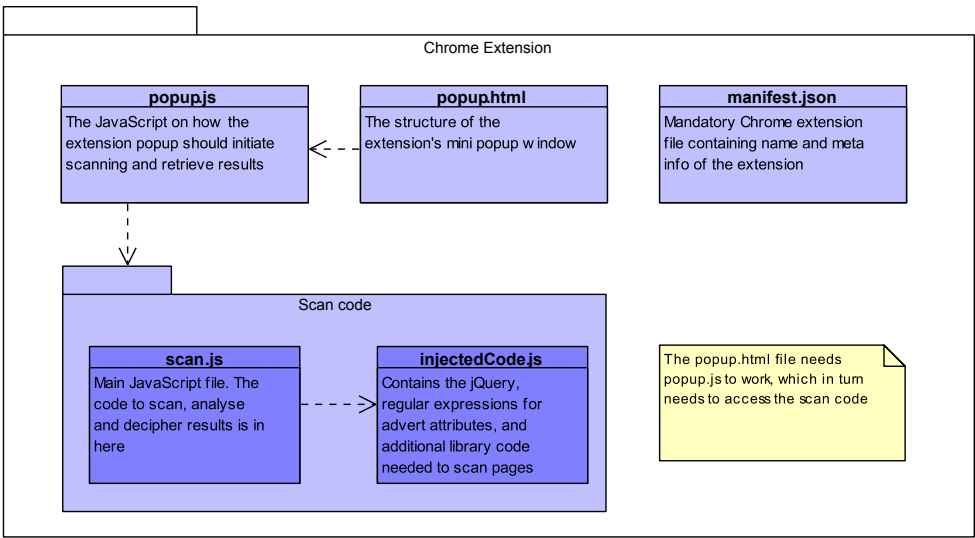 Chrome Extension
popup.js
The JavaScript on how the
extension popup should initiate
scanning and retrieve results
popup.html
The structure of the
extension's mini popup window
manifest.json
Mandatory Chrome extension
file containing name and meta
info of the extension
Scan code
scan.js
Main JavaScript file. The
code to scan, analyse
and decipher results is in
here
injectedCode.js
Contains the jQuery,
regular expressions for
advert attributes, and
additional library code
needed to scan pages
The popup.html file needs
popup.js to work, which in turn
needs to access the scan code